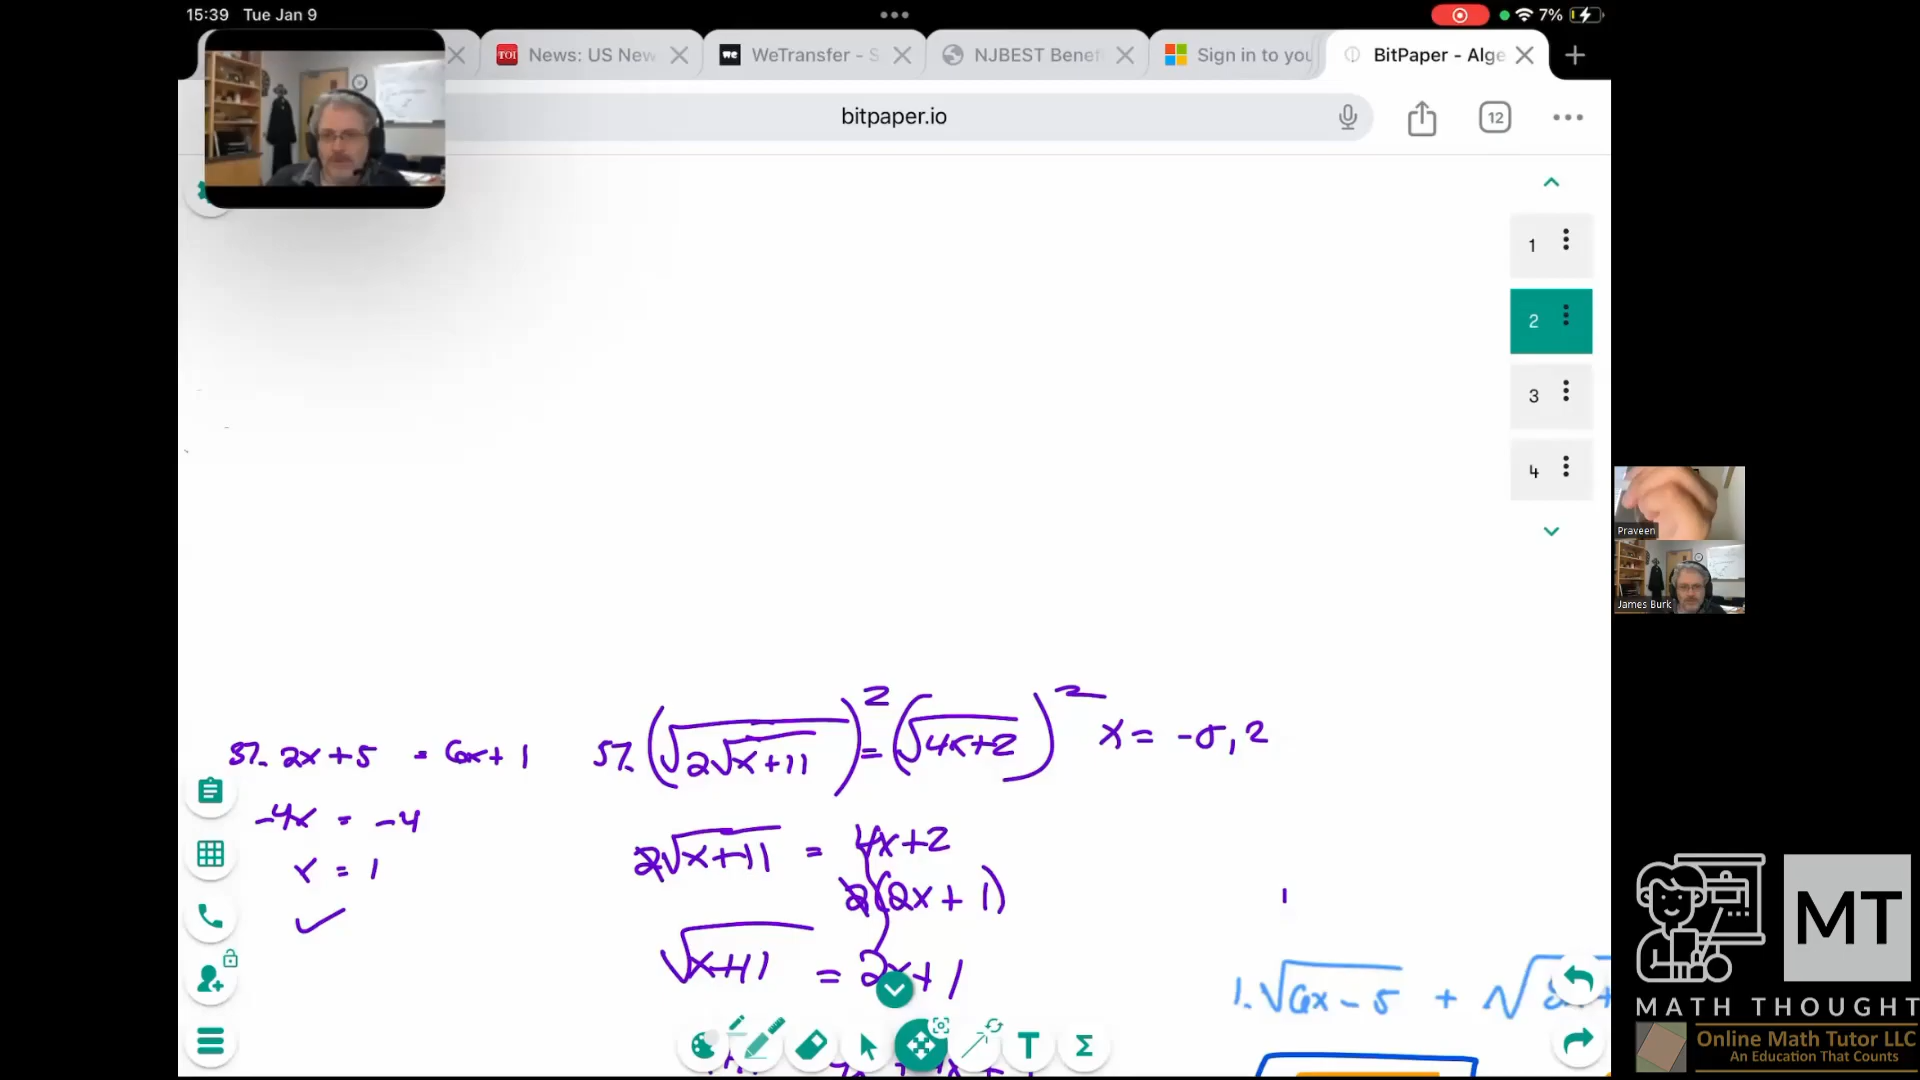 15:39 Tue Jan 9
7%
News: US New
WeTransfer - S
NJBEST Benef
Sign in to you
BitPaper - Alge
bitpaper.io
12
1
2
3
4
Praveen
James Burk
37. 2x+5 = 6x+1
-4x = -4
x = 1
57. (√(2√(x+11)))² = (√(4x+2))² x = -5, 2
2√(x+11) = 4x+2
2(2x+1)
√(x+11) = 2x+1
1. √(6x-5) + √
T
Σ
MT
MATH THOUGHT
Online Math Tutor LLC
An Education That Counts